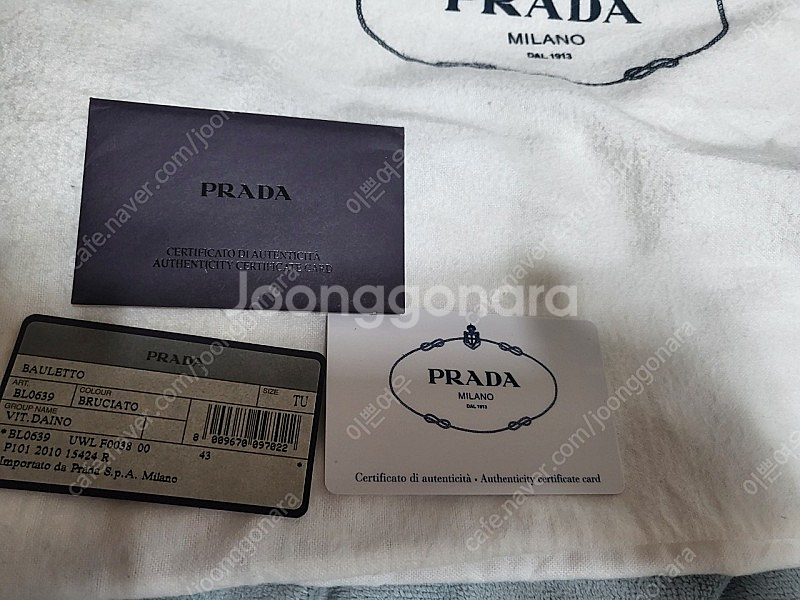 PRADA
MILANO
DAL 1913
PRADA
CERTIFICATO DI AUTENTICITÀ
AUTHENTICITY CERTIFICATE CARD
Joonggonara
PRADA
BAULETTO
ART.
BL0639
COLOUR
BRUCIATO
SIZE
TU
GROUP NAME
VIT.DAINO
BL0639 UWL F0038 00
P101 2010 15424 R
8 009670 097022
43
Importato da Prada S.p.A. Milano
PRADA
MILANO
DAL 1913
Certificato di autenticità • Authenticity certificate card
cafe.naver.com/joonggonara
이쁜여우